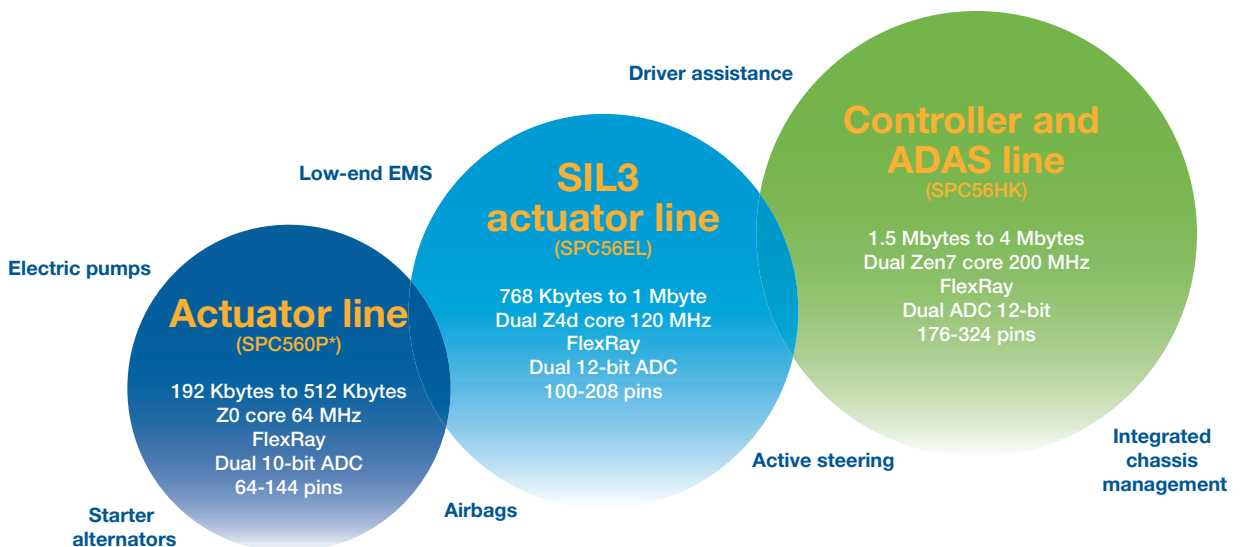 Driver assistance
Controller and
ADAS line
(SPC56HK)
1.5 Mbytes to 4 Mbytes
Dual Zen7 core 200 MHz
FlexRay
Dual ADC 12-bit
176-324 pins
Low-end EMS
SIL3
actuator line
(SPC56EL)
768 Kbytes to 1 Mbyte
Dual Z4d core 120 MHz
FlexRay
Dual 12-bit ADC
100-208 pins
Electric pumps
Actuator line
(SPC560P*)
192 Kbytes to 512 Kbytes
Z0 core 64 MHz
FlexRay
Dual 10-bit ADC
64-144 pins
Starter
alternators
Airbags
Active steering
Integrated
chassis
management